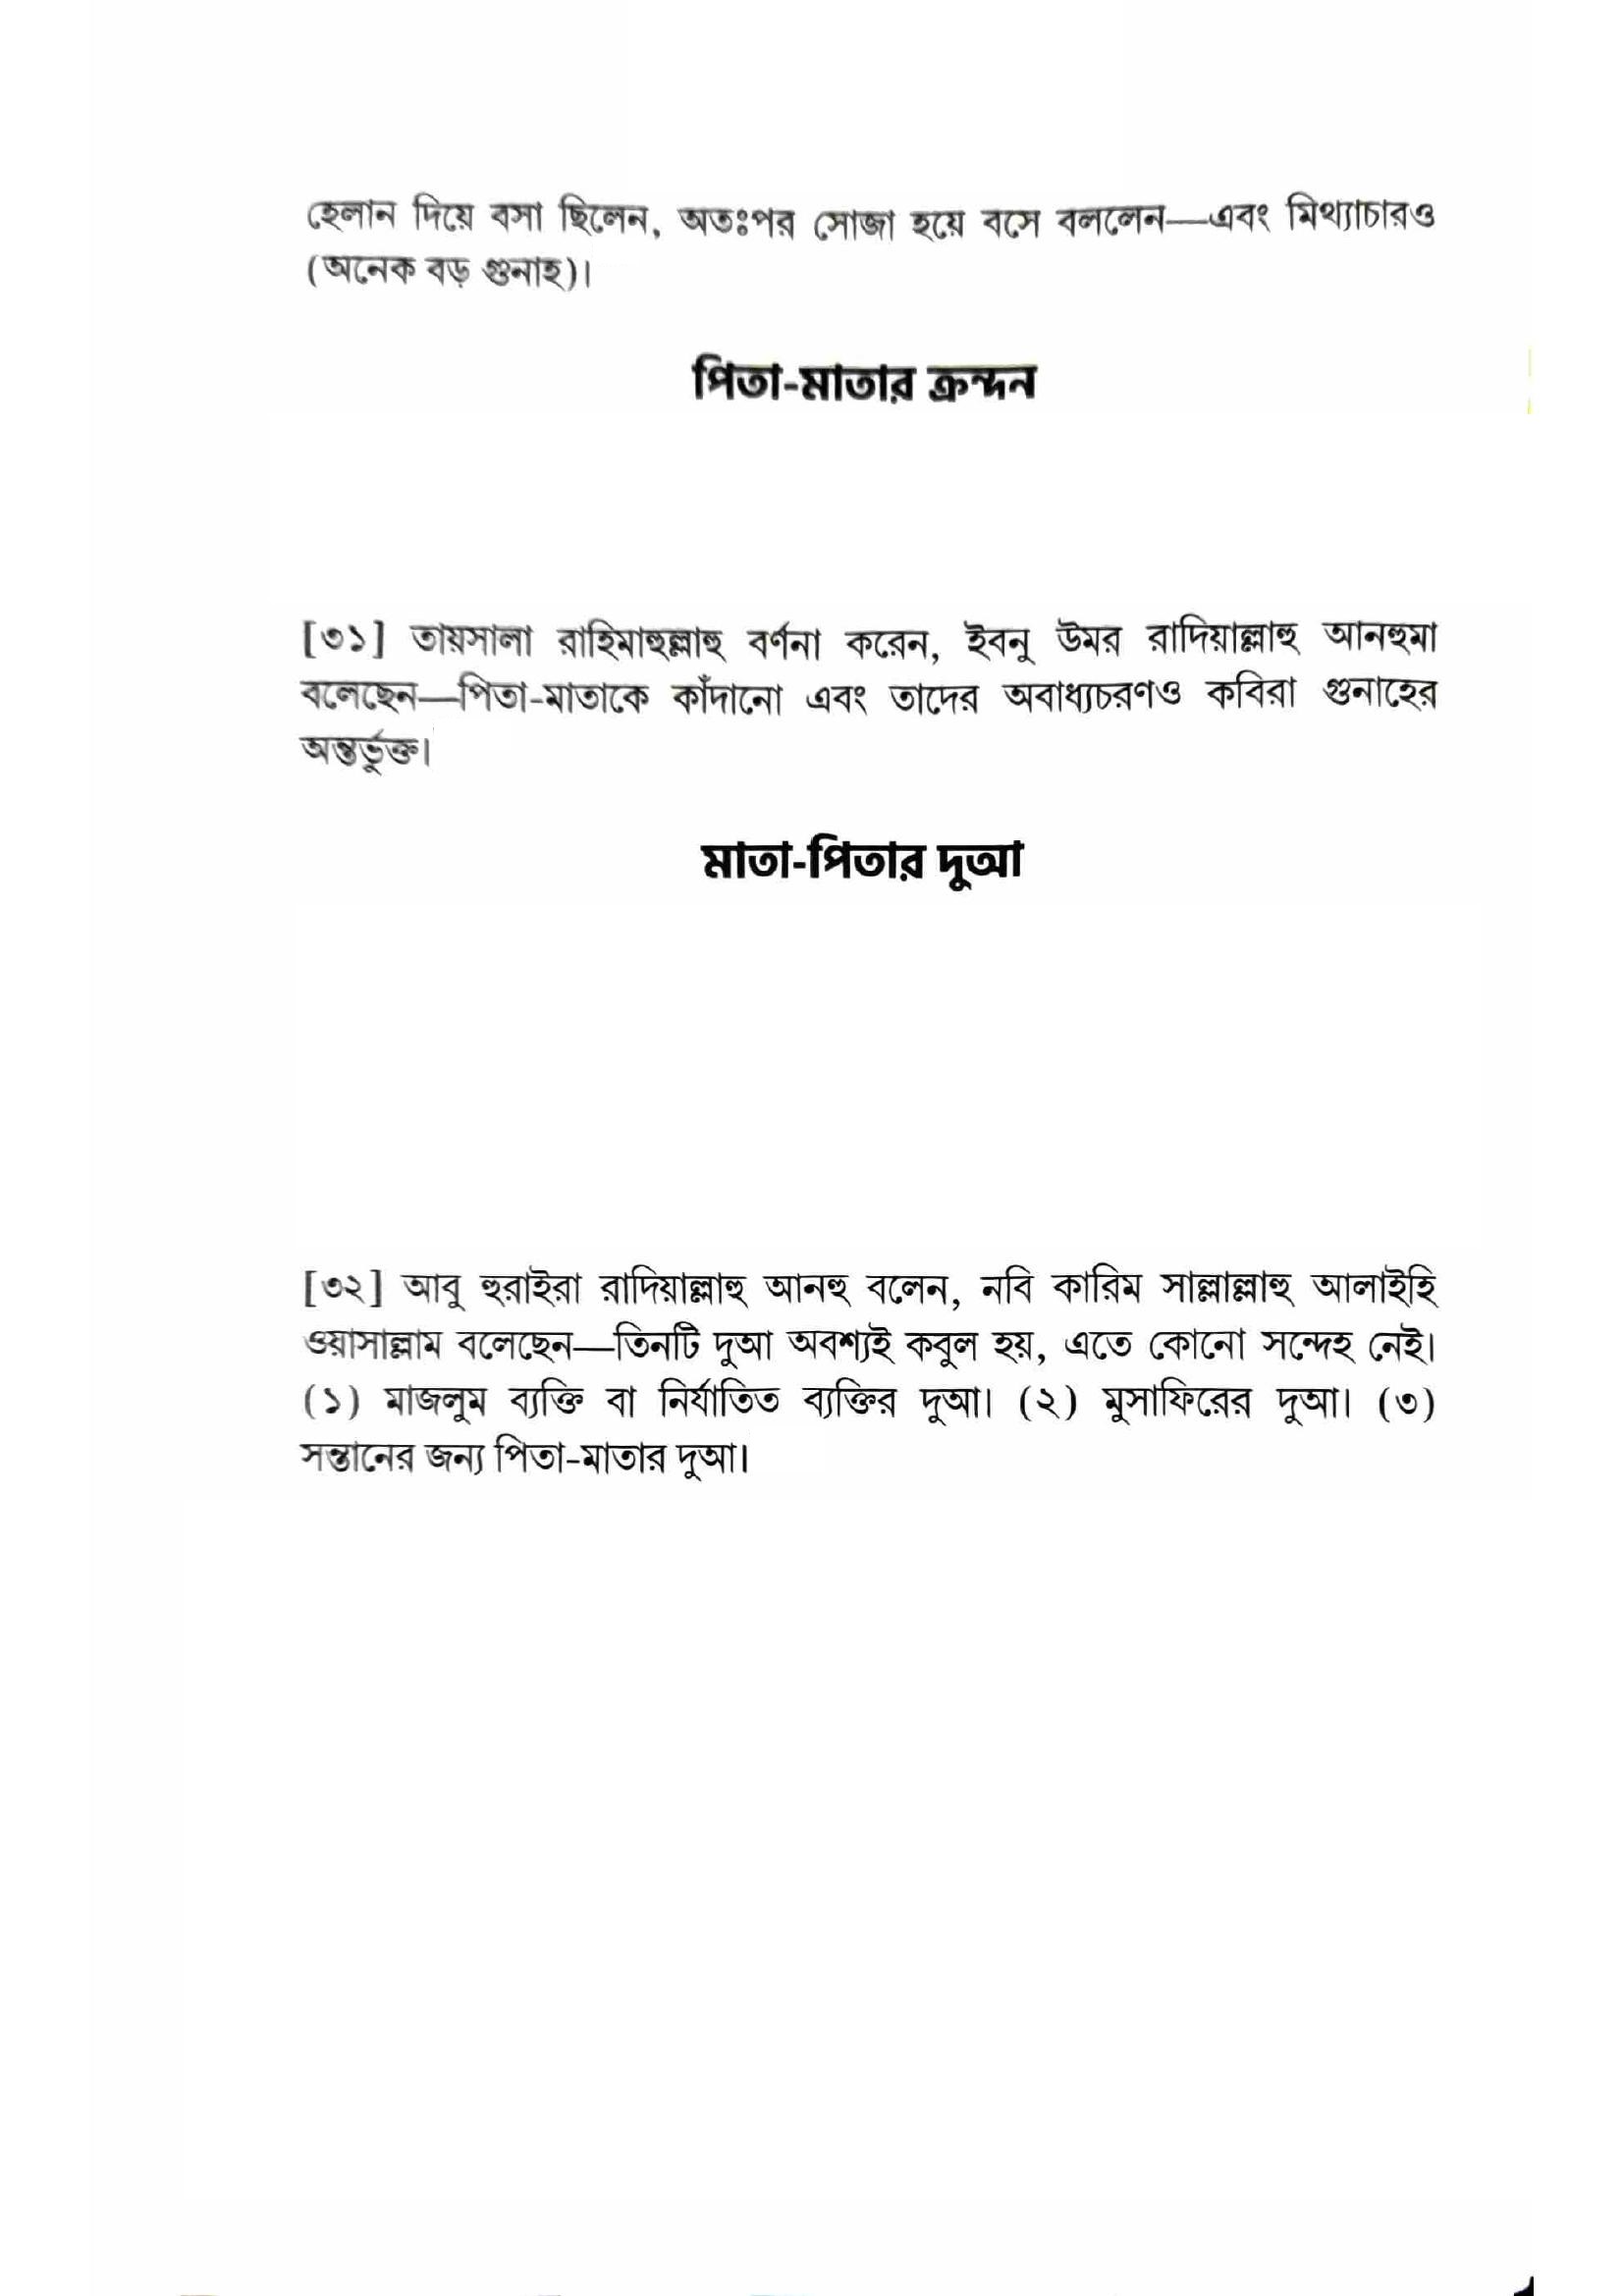 হেলান দিয়ে বসা ছিলেন, অতঃপর সোজা হয়ে বসে বললেন—এবং মিথ্যাচারও
(অনেক বড় গুনাহ)।
পিতা-মাতার ক্রন্দন
[৩১] তায়সালা রাহিমাহুল্লাহু বর্ণনা করেন, ইবনু উমর রাদিয়াল্লাহু আনহুমা
বলেছেন—পিতা-মাতাকে কাঁদানো এবং তাদের অবাধ্যচরণও কবিরা গুনাহের
অন্তর্ভুক্ত।
মাতা-পিতার দুআ
[৩২] আবু হুরাইরা রাদিয়াল্লাহু আনহু বলেন, নবি কারিম সাল্লাল্লাহু আলাইহি
ওয়াসাল্লাম বলেছেন—তিনটি দুআ অবশ্যই কবুল হয়, এতে কোনো সন্দেহ নেই।
(১) মাজলুম ব্যক্তি বা নির্যাতিত ব্যক্তির দুআ। (২) মুসাফিরের দুআ। (৩)
সন্তানের জন্য পিতা-মাতার দুআ।